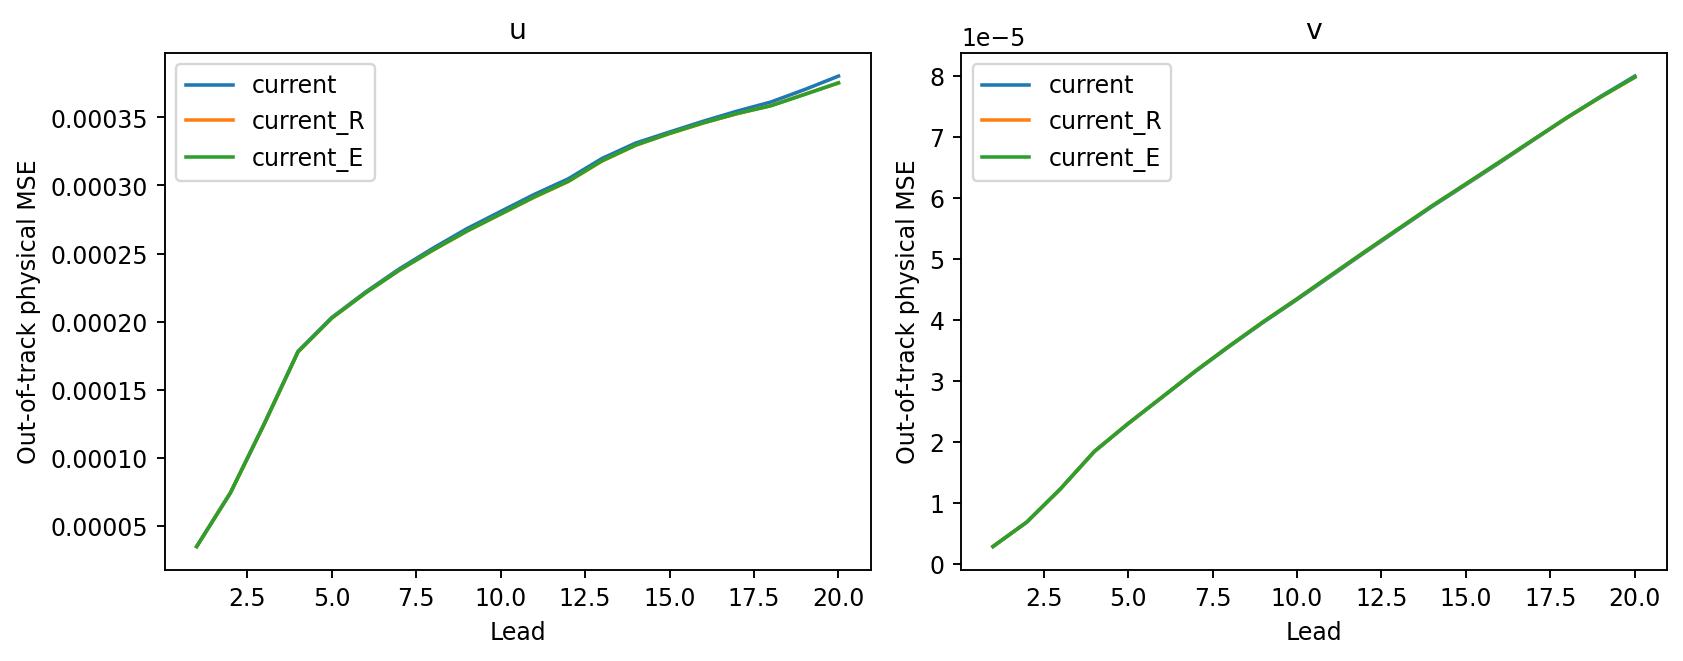 u
current
current_R
current_E
0.00035
0.00030
0.00025
0.00020
0.00015
0.00010
0.00005
Out-of-track physical MSE
2.5 5.0 7.5 10.0 12.5 15.0 17.5 20.0
Lead
v
1e−5
current
current_R
current_E
8
7
6
5
4
3
2
1
0
Out-of-track physical MSE
2.5 5.0 7.5 10.0 12.5 15.0 17.5 20.0
Lead